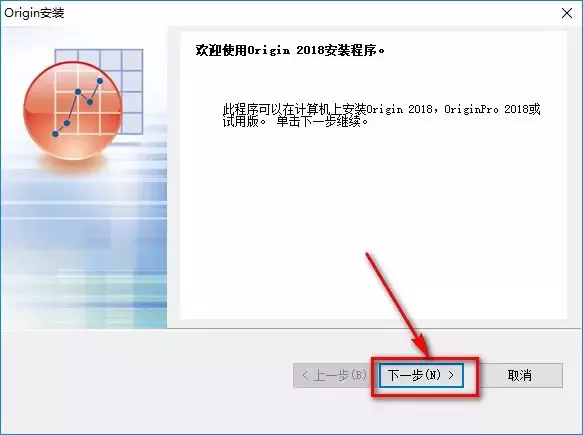 Origin安装
欢迎使用Origin 2018安装程序。
此程序可以在计算机上安装Origin 2018, OriginPro 2018或
试用版。 单击下一步继续。
< 上一步(B)
下一步(N) >
取消